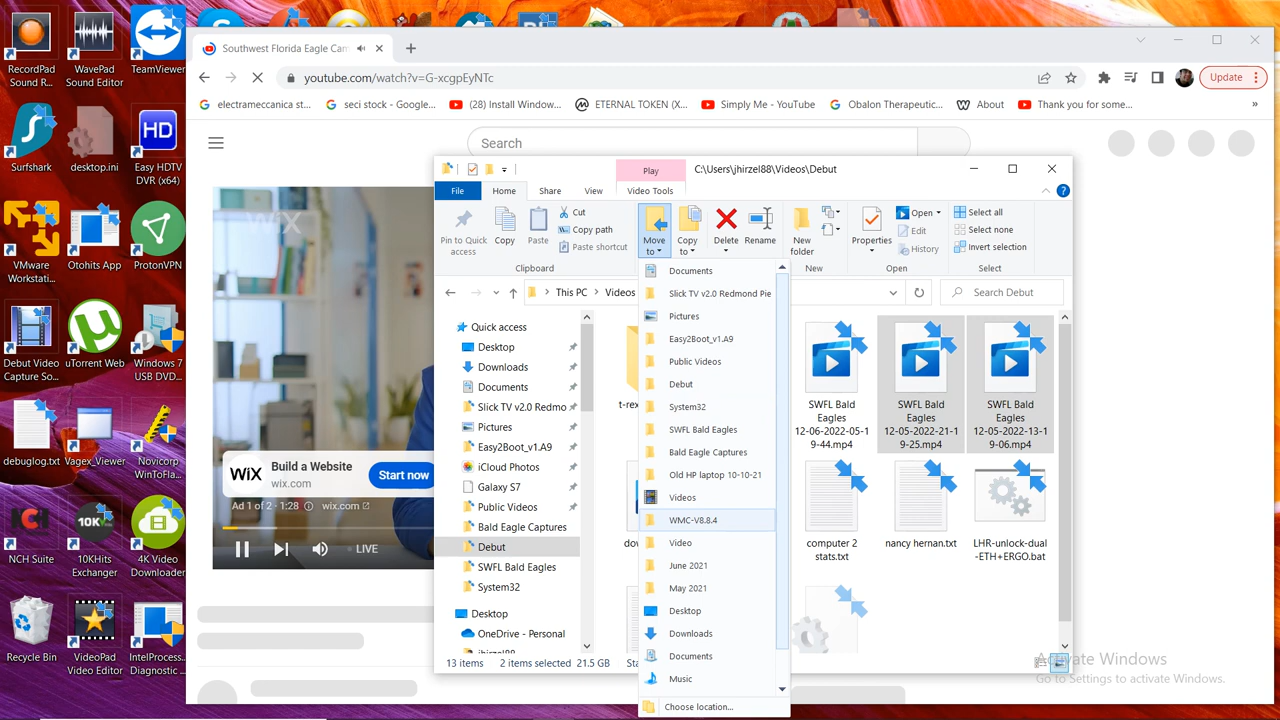 RecordPad
Sound R...
WavePad
Sound Editor
TeamViewer
Surfshark
desktop.ini
HD
Easy HDTV
DVR (x64)
VMware
Workstati...
Otohits App
ProtonVPN
Debut Video
Capture So...
uTorrent Web
Windows 7
USB DVD...
debuglog.txt
Vagex_Viewer
Novicorp
WinToFla...
NCH Suite
10KHits
Exchanger
4K Video
Downloader
Recycle Bin
VideoPad
Video Editor
IntelProcess...
Diagnostic ...
Southwest Florida Eagle Cam
youtube.com/watch?v=G-xcgpEyNTc
Update
electrameccanica st...
seci stock - Google...
(28) Install Window...
ETERNAL TOKEN (X...
Simply Me - YouTube
Obalon Therapeutic...
About
Thank you for some...
»
Search
WiX
WiX
Build a Website
wix.com
Start now
Ad 1 of 2 · 1:28
wix.com
LIVE
Play
C:\Users\jhirzel88\Videos\Debut
File
Home
Share
View
Video Tools
Pin to Quick
access
Copy
Paste
Cut
Copy path
Paste shortcut
Clipboard
Move
to
Copy
to
Delete
Rename
New
folder
New
Properties
Open
Edit
History
Open
Select all
Select none
Invert selection
Select
This PC
Videos
Search Debut
Quick access
Desktop
Downloads
Documents
Slick TV v2.0 Redmo
Pictures
Easy2Boot_v1.A9
iCloud Photos
Galaxy S7
Public Videos
Bald Eagle Captures
Debut
SWFL Bald Eagles
System32
Desktop
OneDrive - Personal
jhirzel88
Documents
Slick TV v2.0 Redmond Pie
Pictures
Easy2Boot_v1.A9
Public Videos
Debut
System32
SWFL Bald Eagles
Bald Eagle Captures
Old HP laptop 10-10-21
Videos
WMC-V8.8.4
Video
June 2021
May 2021
Desktop
Downloads
Documents
Music
Choose location...
t-rex
dov
SWFL Bald
Eagles
12-06-2022-05-1
9-44.mp4
SWFL Bald
Eagles
12-05-2022-21-1
9-25.mp4
SWFL Bald
Eagles
12-05-2022-13-1
9-06.mp4
computer 2
stats.txt
nancy hernan.txt
LHR-unlock-dual
-ETH+ERGO.bat
13 items
2 items selected
21.5 GB
Sta
Activate Windows
Go to Settings to activate Windows.